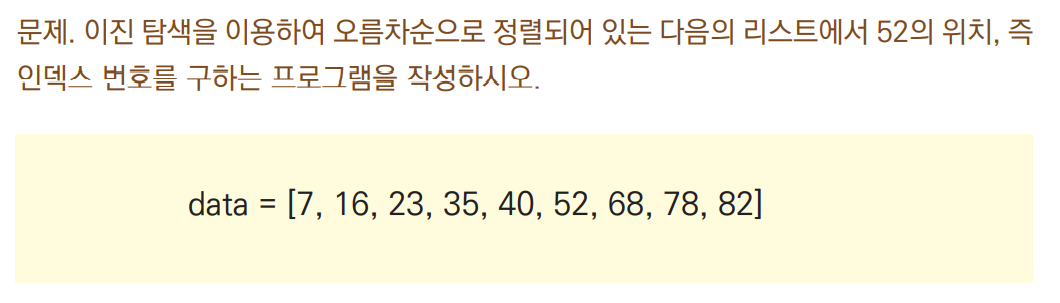 문제. 이진 탐색을 이용하여 오름차순으로 정렬되어 있는 다음의 리스트에서 52의 위치, 즉
인덱스 번호를 구하는 프로그램을 작성하시오.
data = [7, 16, 23, 35, 40, 52, 68, 78, 82]